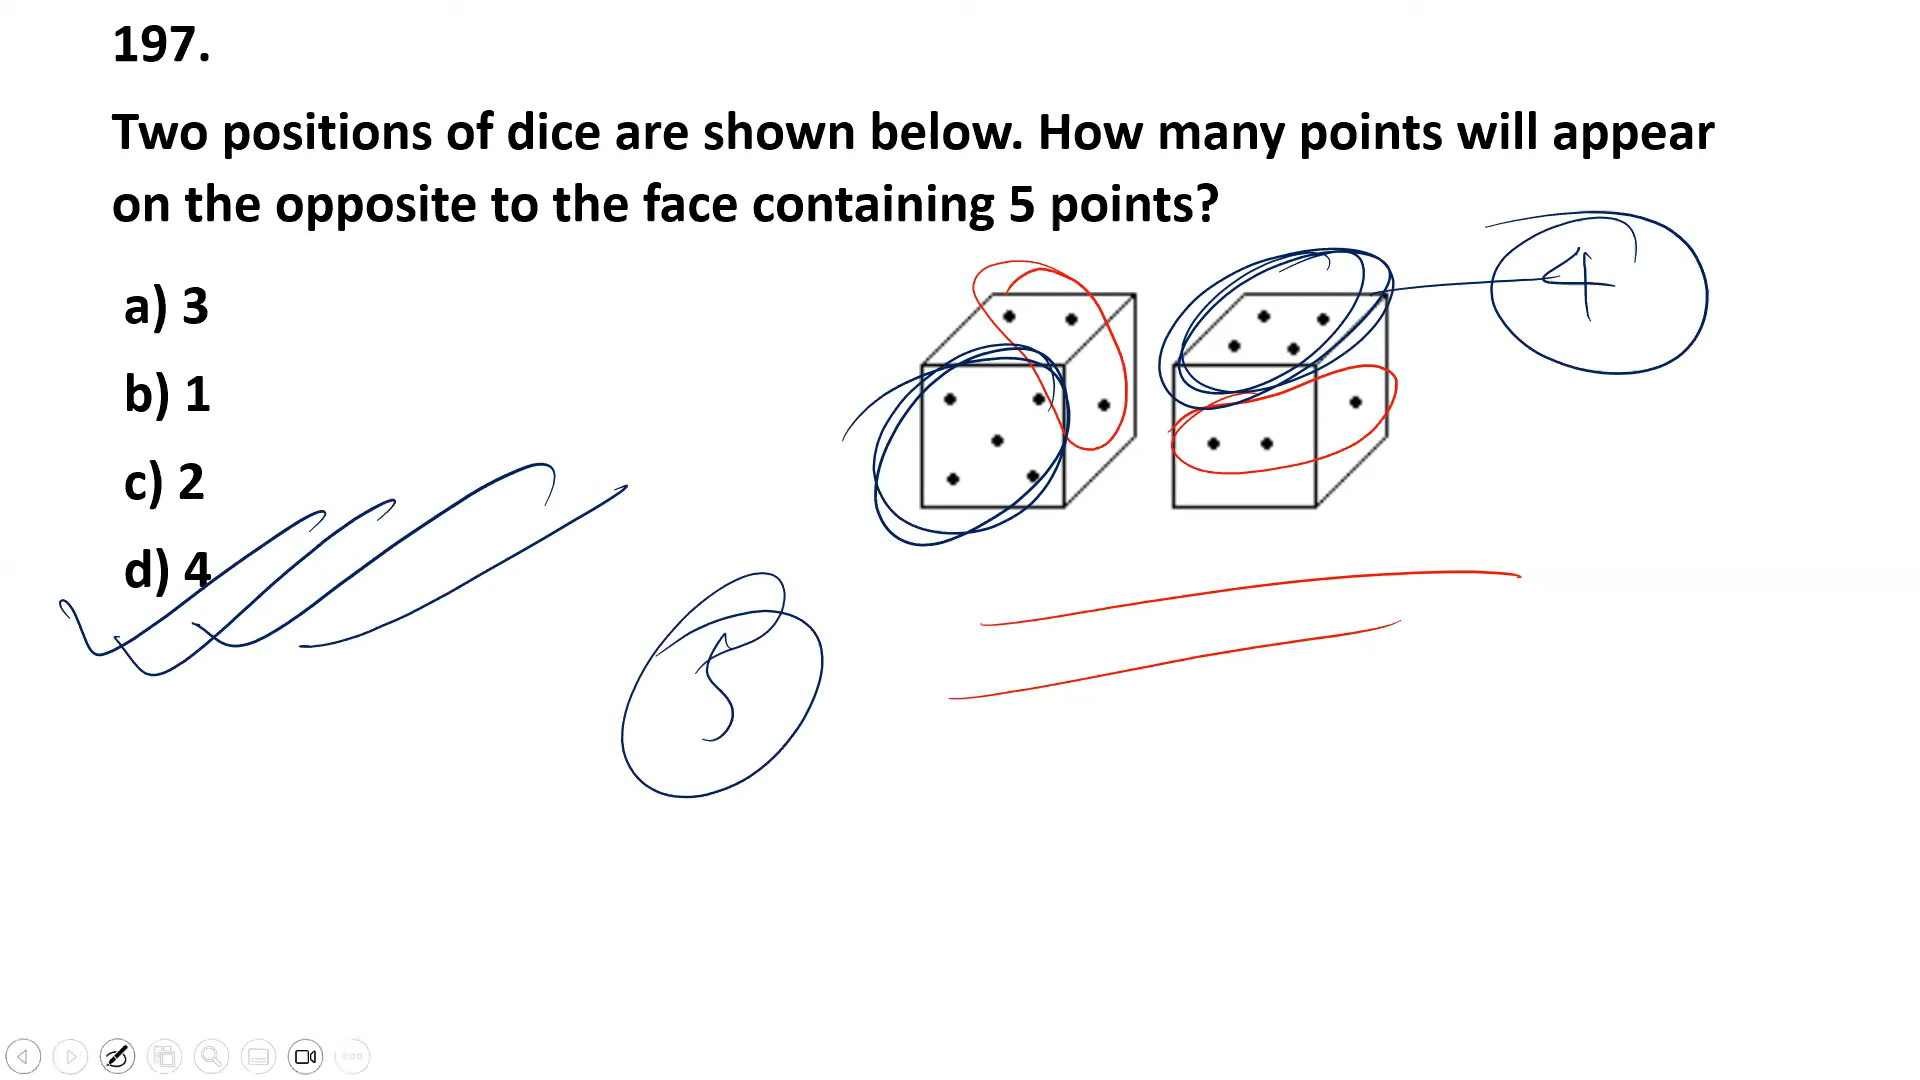 197.
Two positions of dice are shown below. How many points will appear
on the opposite to the face containing 5 points?
a) 3
b) 1
c) 2
d) 4
4
5